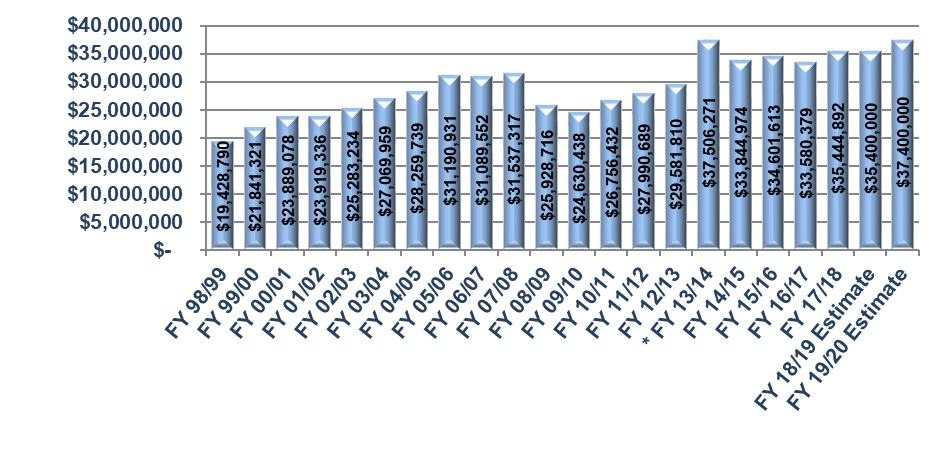 $40,000,000
$35,000,000
$30,000,000
$25,000,000
$20,000,000
$15,000,000
$10,000,000
$5,000,000
$-
$19,428,790
$21,841,321
$23,889,078
$23,919,336
$25,283,234
$27,069,959
$28,259,739
$31,190,931
$31,089,552
$31,537,317
$25,928,716
$24,630,438
$26,756,432
$27,990,689
$29,581,810
$37,506,271
$33,844,974
$34,601,613
$33,580,379
$35,444,892
$35,400,000
$37,400,000
FY 98/99
FY 99/00
FY 00/01
FY 01/02
FY 02/03
FY 03/04
FY 04/05
FY 05/06
FY 06/07
FY 07/08
FY 08/09
FY 09/10
FY 10/11
FY 11/12
FY 12/13
* FY 13/14
FY 14/15
FY 15/16
FY 16/17
FY 17/18
FY 18/19 Estimate
FY 19/20 Estimate